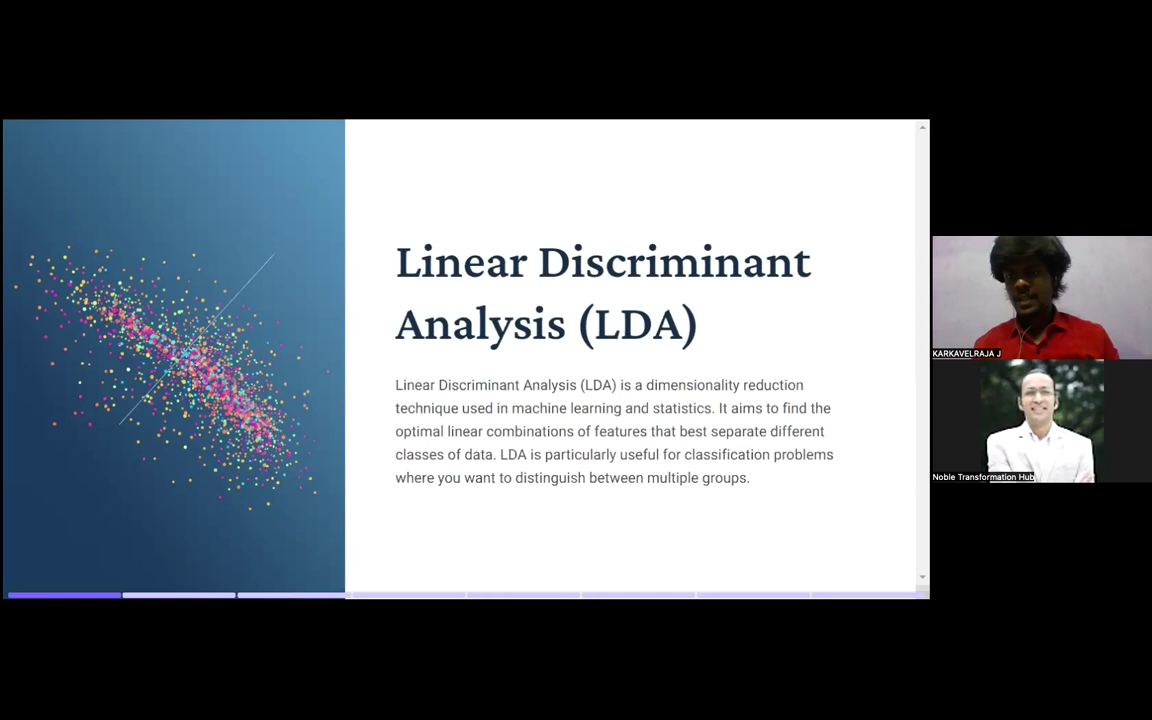 Linear Discriminant
Analysis (LDA)
Linear Discriminant Analysis (LDA) is a dimensionality reduction
technique used in machine learning and statistics. It aims to find the
optimal linear combinations of features that best separate different
classes of data. LDA is particularly useful for classification problems
where you want to distinguish between multiple groups.
KARKAVELRAJA J
Noble Transformation Hub